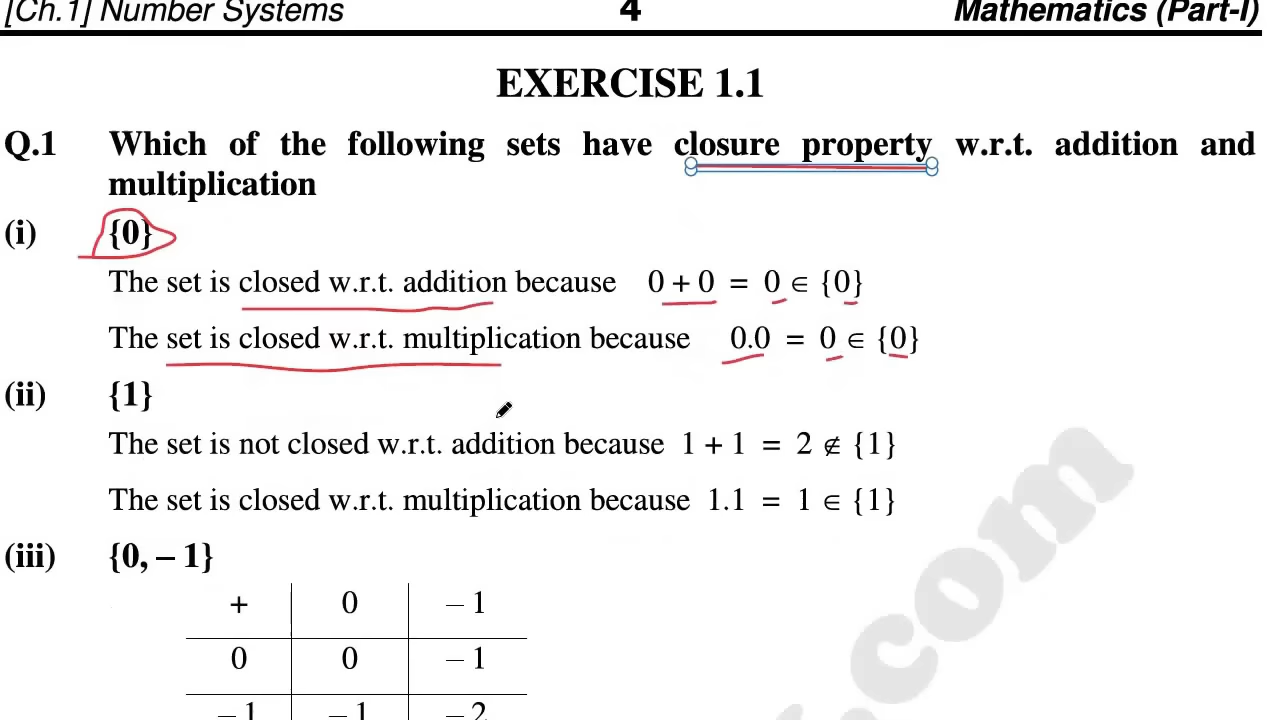 [Ch.1] Number Systems 4 Mathematics (Part-I)
EXERCISE 1.1
Q.1 Which of the following sets have closure property w.r.t. addition and
multiplication
(i) {0}
The set is closed w.r.t. addition because 0 + 0 = 0 ∈ {0}
The set is closed w.r.t. multiplication because 0.0 = 0 ∈ {0}
(ii) {1}
The set is not closed w.r.t. addition because 1 + 1 = 2 ∉ {1}
The set is closed w.r.t. multiplication because 1.1 = 1 ∈ {1}
(iii) {0, – 1}
+ 0 – 1
0 0 – 1
– 1 – 1 – 2
.com